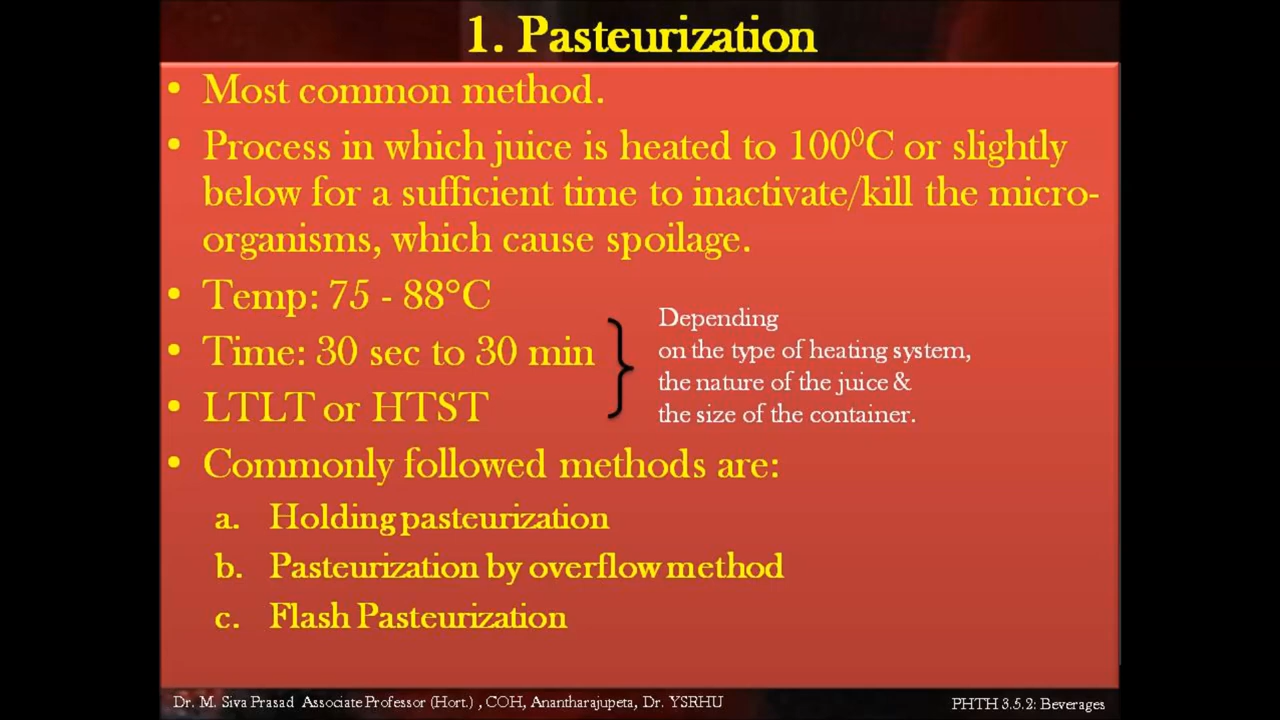 1. Pasteurization
• Most common method.
• Process in which juice is heated to 100⁰C or slightly
below for a sufficient time to inactivate/kill the micro-
organisms, which cause spoilage.
• Temp: 75 - 88°C
• Time: 30 sec to 30 min
• LTLT or HTST
Depending
on the type of heating system,
the nature of the juice &
the size of the container.
• Commonly followed methods are:
a. Holding pasteurization
b. Pasteurization by overflow method
c. Flash Pasteurization
Dr. M. Siva Prasad Associate Professor (Hort.) , COH, Anantharajupeta, Dr. YSRHU
PHTH 3.5.2: Beverages